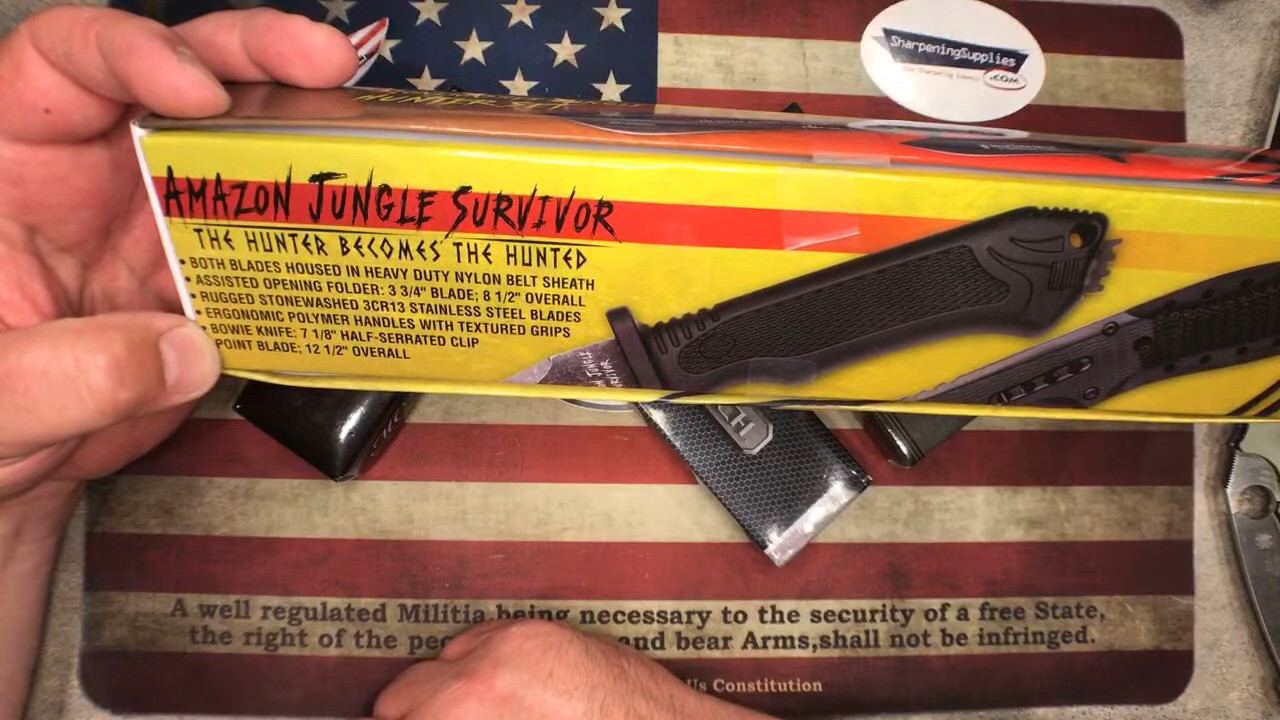 SharpeningSupplies
.COM
HUNTER SET
AMAZON JUNGLE SURVIVOR
THE HUNTER BECOMES THE HUNTED
• BOTH BLADES HOUSED IN HEAVY DUTY NYLON BELT SHEATH
• ASSISTED OPENING FOLDER: 3 3/4" BLADE; 8 1/2" OVERALL
• RUGGED STONEWASHED 3CR13 STAINLESS STEEL BLADES
• ERGONOMIC POLYMER HANDLES WITH TEXTURED GRIPS
• BOWIE KNIFE: 7 1/8" HALF-SERRATED CLIP
POINT BLADE; 12 1/2" OVERALL
JUNGLE
A well regulated Militia, being necessary to the security of a free State,
the right of the and bear Arms, shall not be infringed.
Us Constitution